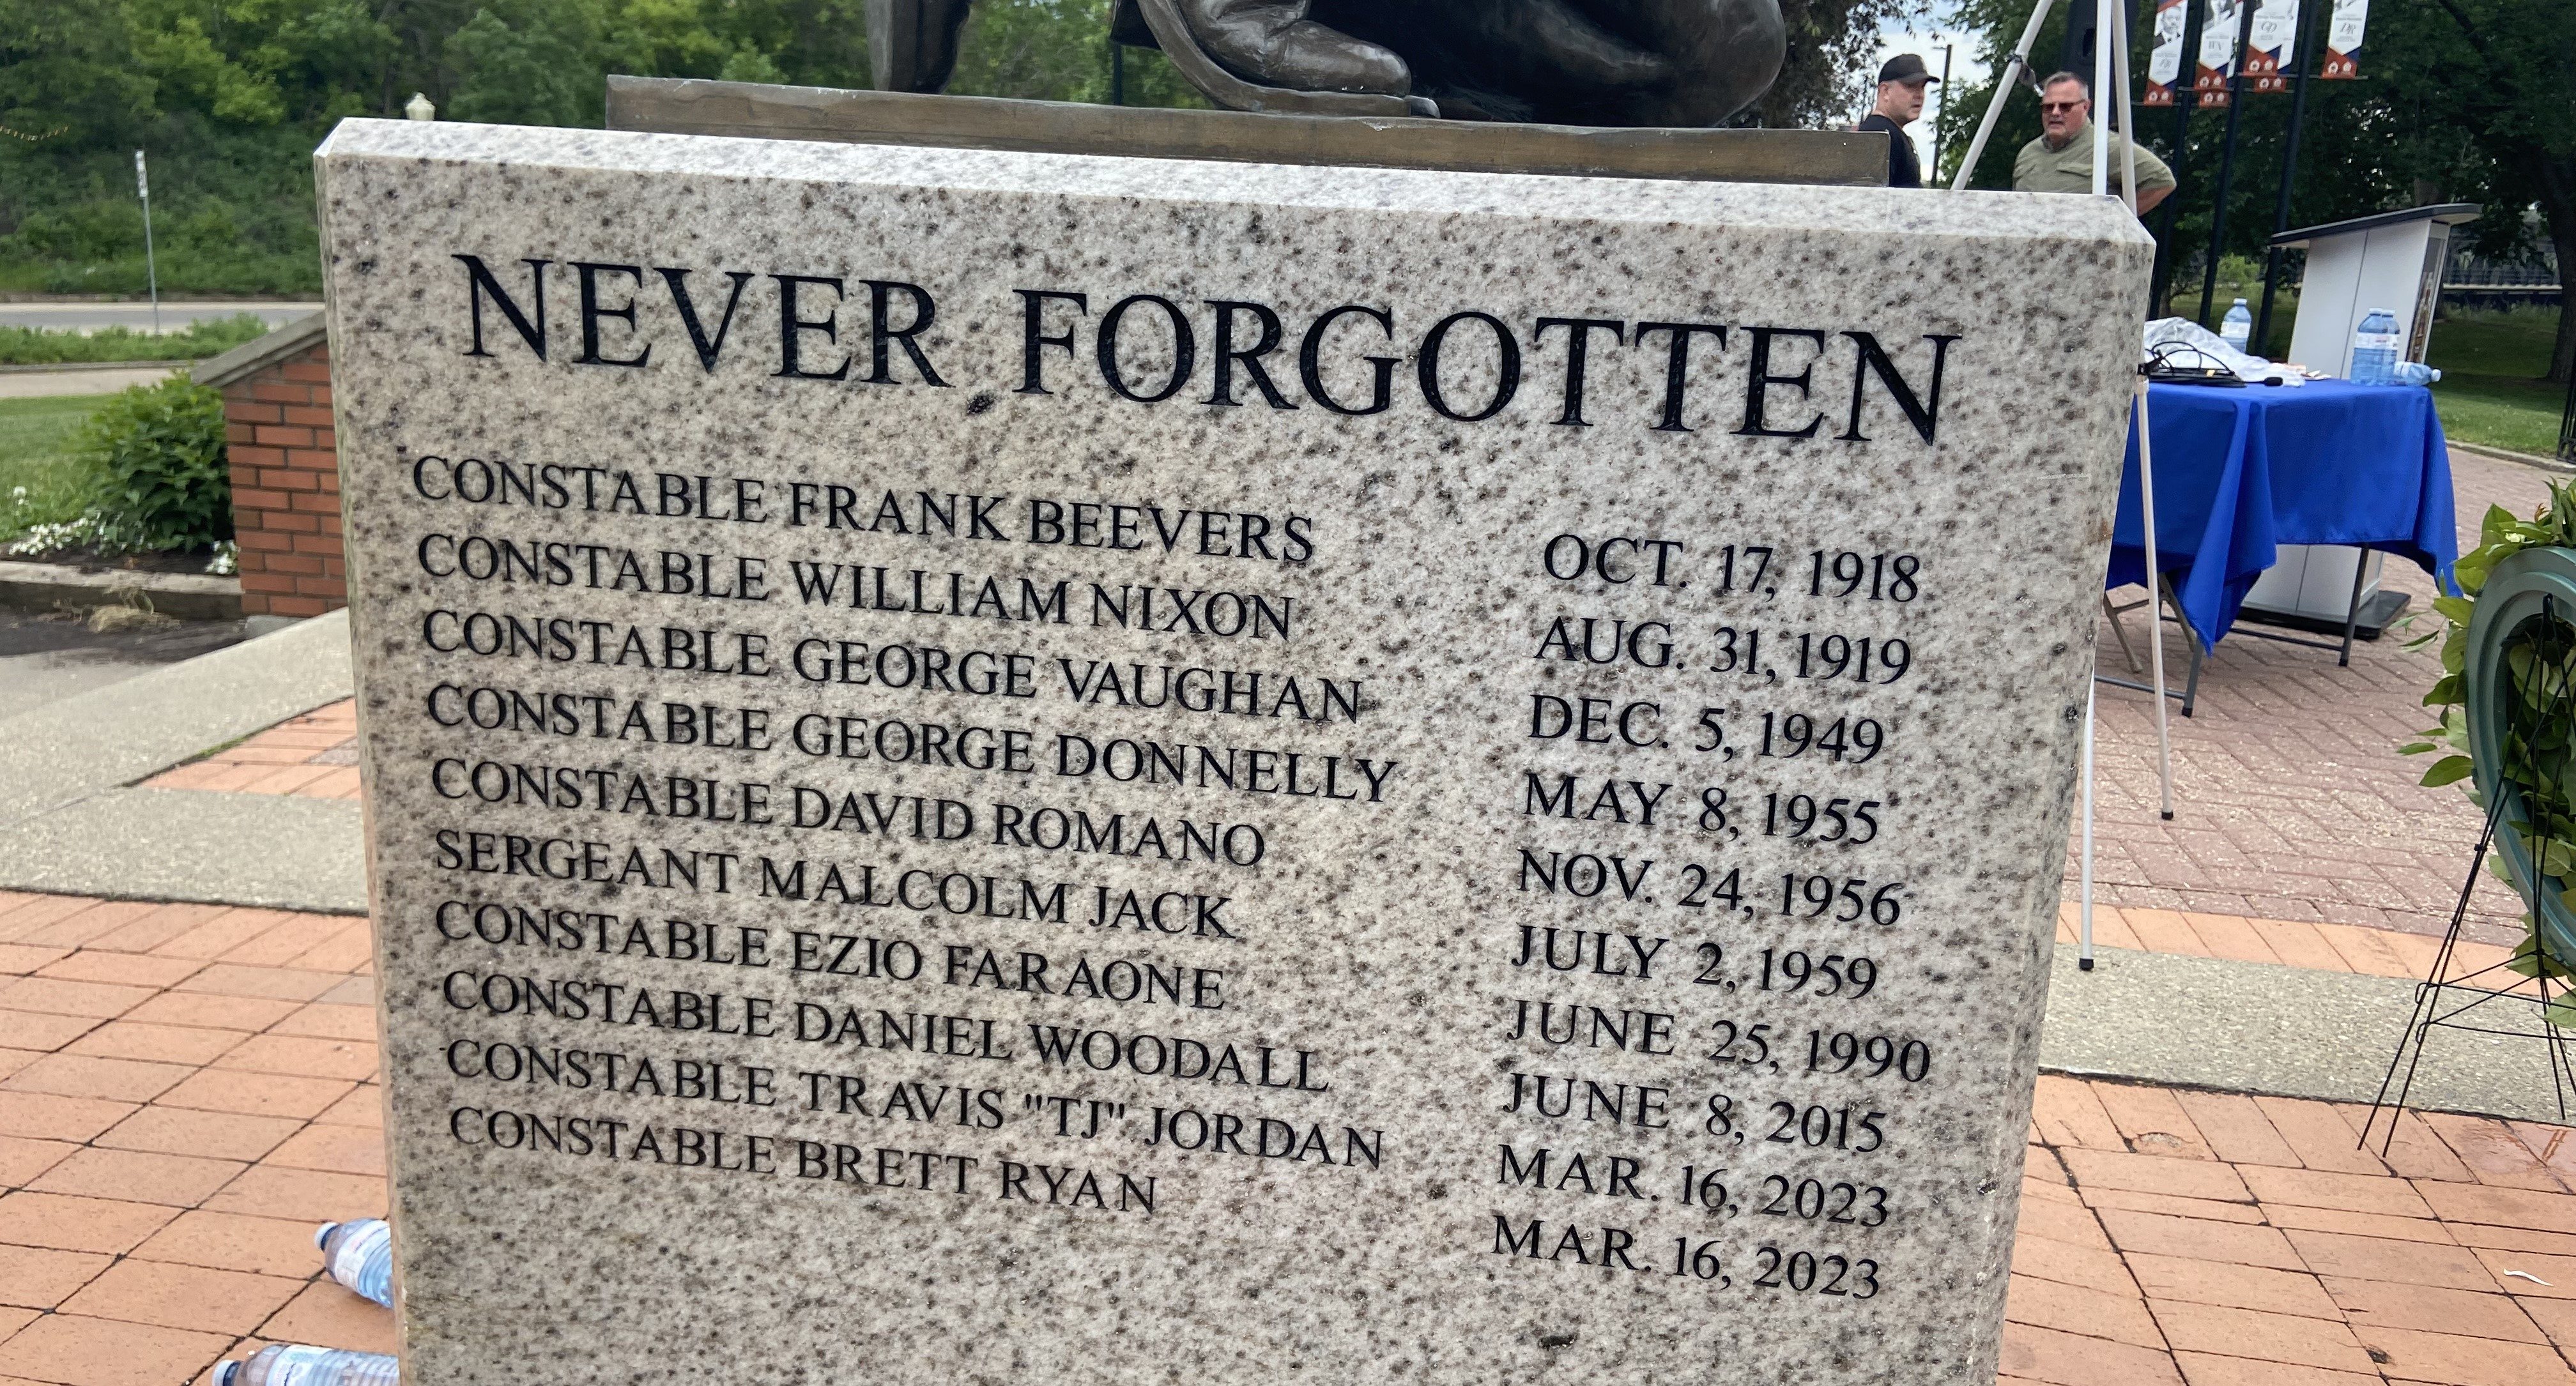 NEVER FORGOTTEN
CONSTABLE FRANK BEEVERS OCT. 17, 1918
CONSTABLE WILLIAM NIXON AUG. 31, 1919
CONSTABLE GEORGE VAUGHAN DEC. 5, 1949
CONSTABLE GEORGE DONNELLY MAY 8, 1955
CONSTABLE DAVID ROMANO NOV. 24, 1956
SERGEANT MALCOLM JACK JULY 2, 1959
CONSTABLE EZIO FARAONE JUNE 25, 1990
CONSTABLE DANIEL WOODALL JUNE 8, 2015
CONSTABLE TRAVIS "TJ" JORDAN MAR. 16, 2023
CONSTABLE BRETT RYAN MAR. 16, 2023